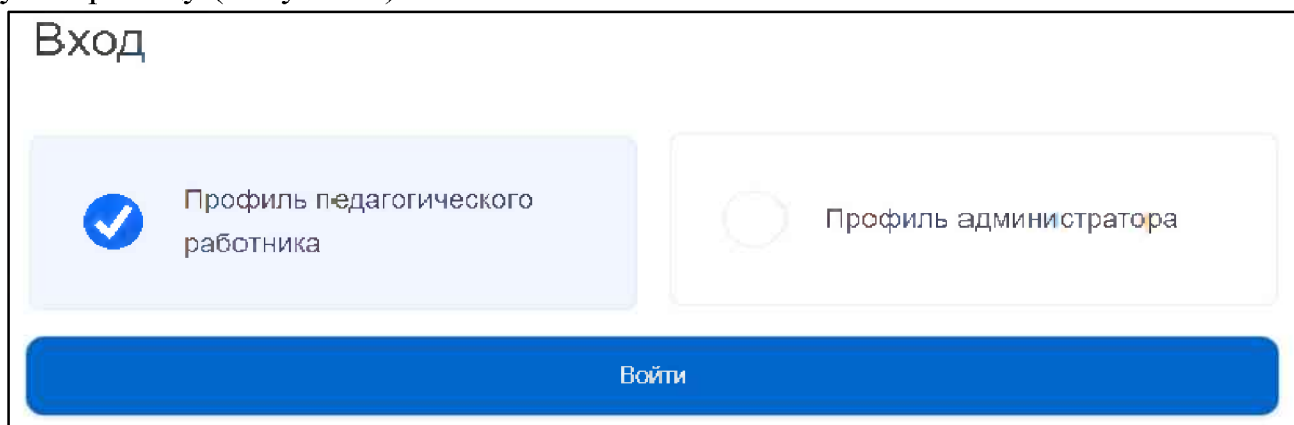 Вход
Профиль педагогического
работника
Профиль администратора
Войти